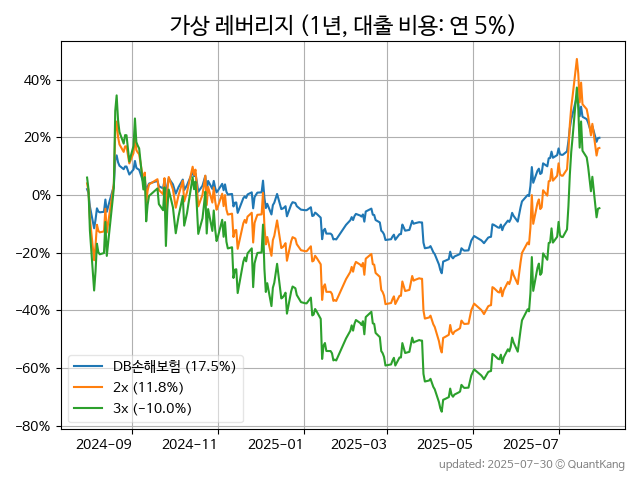 가상 레버리지 (1년, 대출 비용: 연 5%)
40%
20%
0%
−20%
−40%
−60%
−80%
DB손해보험 (17.5%)
2x (11.8%)
3x (−10.0%)
2024-09
2024-11
2025-01
2025-03
2025-05
2025-07
updated: 2025-07-30 © QuantKang